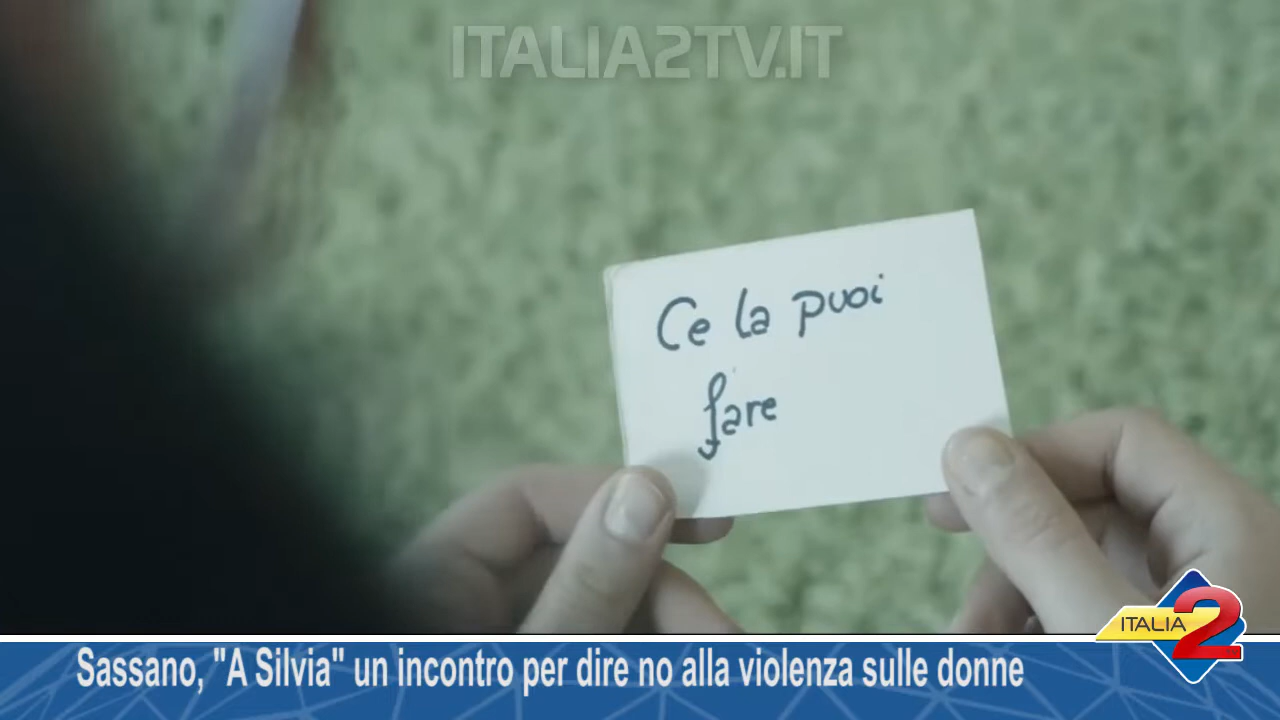 ITALIA2TV.IT
Ce la puoi
fare
ITALIA 2
Sassano, "A Silvia" un incontro per dire no alla violenza sulle donne